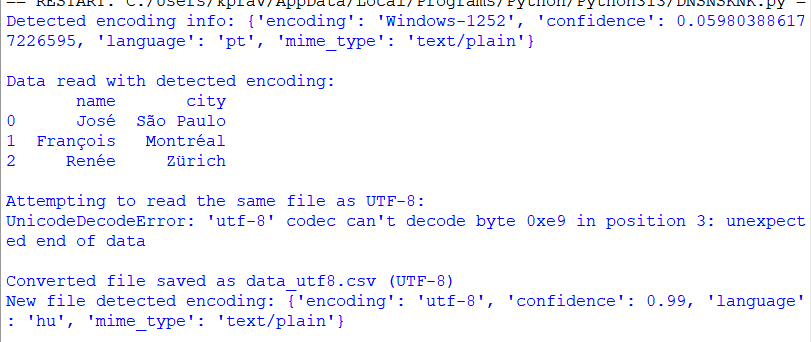 == RESTART: C:/Users/kprav/AppData/Local/Programs/Python/Python313/DNSNSKNK.py =
Detected encoding info: {'encoding': 'Windows-1252', 'confidence': 0.05980388617
7226595, 'language': 'pt', 'mime_type': 'text/plain'}

Data read with detected encoding:
       name       city
0      José  São Paulo
1  François   Montréal
2     Renée     Zürich

Attempting to read the same file as UTF-8:
UnicodeDecodeError: 'utf-8' codec can't decode byte 0xe9 in position 3: unexpect
ed end of data

Converted file saved as data_utf8.csv (UTF-8)
New file detected encoding: {'encoding': 'utf-8', 'confidence': 0.99, 'language'
: 'hu', 'mime_type': 'text/plain'}